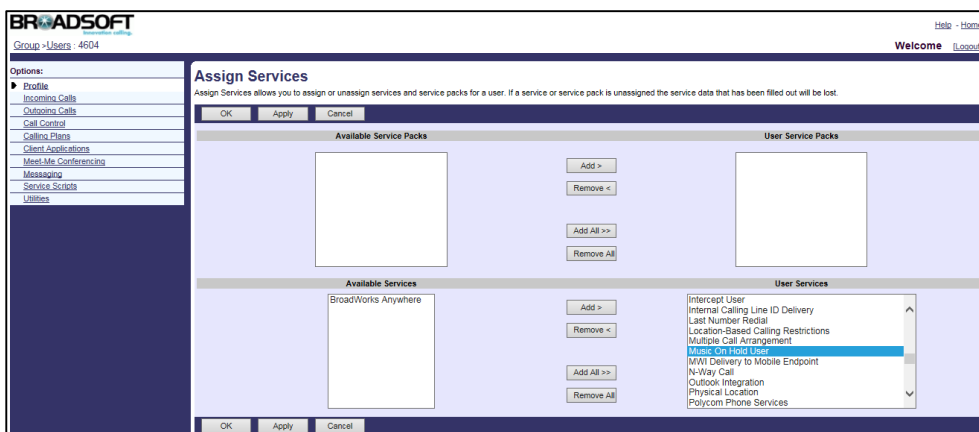 BROADSOFT
innovation calling.
Help - Home
Group >Users : 4604
Welcome [Logout
Options:
Profile
Incoming Calls
Outgoing Calls
Call Control
Calling Plans
Client Applications
Meet-Me Conferencing
Messaging
Service Scripts
Utilities
Assign Services
Assign Services allows you to assign or unassign services and service packs for a user. If a service or service pack is unassigned the service data that has been filled out will be lost.
OK Apply Cancel
Available Service Packs
User Service Packs
Add >
Remove <
Add All >>
Remove All
Available Services
User Services
BroadWorks Anywhere
Add >
Remove <
Add All >>
Remove All
Intercept User
Internal Calling Line ID Delivery
Last Number Redial
Location-Based Calling Restrictions
Multiple Call Arrangement
Music On Hold User
MWI Delivery to Mobile Endpoint
N-Way Call
Outlook Integration
Physical Location
Polycom Phone Services
OK Apply Cancel